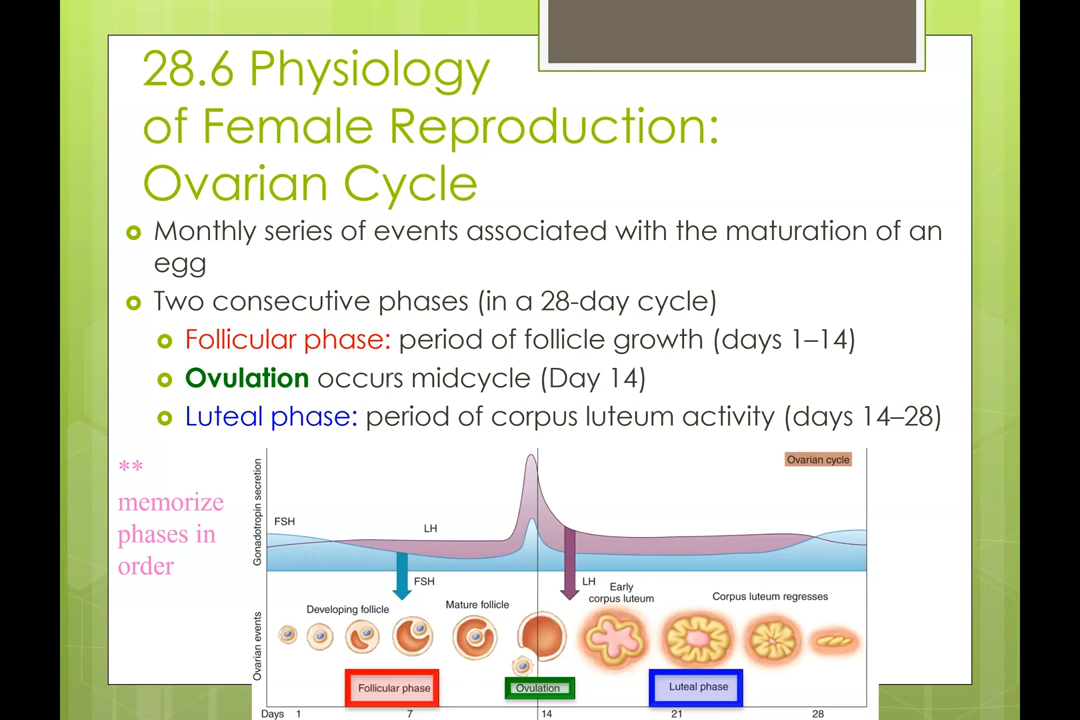 28.6 Physiology
of Female Reproduction:
Ovarian Cycle
Monthly series of events associated with the maturation of an
egg
Two consecutive phases (in a 28-day cycle)
Follicular phase: period of follicle growth (days 1–14)
Ovulation occurs midcycle (Day 14)
Luteal phase: period of corpus luteum activity (days 14–28)
**
memorize
phases in
order
Gonadotropin secretion
Ovarian cycle
FSH
LH
FSH
LH
Ovarian events
Developing follicle
Mature follicle
Early
corpus luteum
Corpus luteum regresses
Follicular phase
Ovulation
Luteal phase
Days 1 7 14 21 28